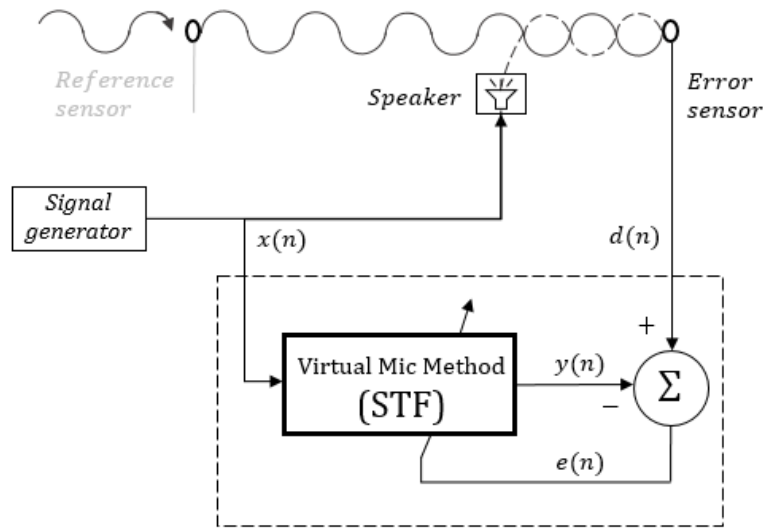 Reference
sensor
Speaker
Error
sensor
Signal
generator
x(n)
d(n)
+
Virtual Mic Method
(STF)
y(n)
Σ
−
e(n)